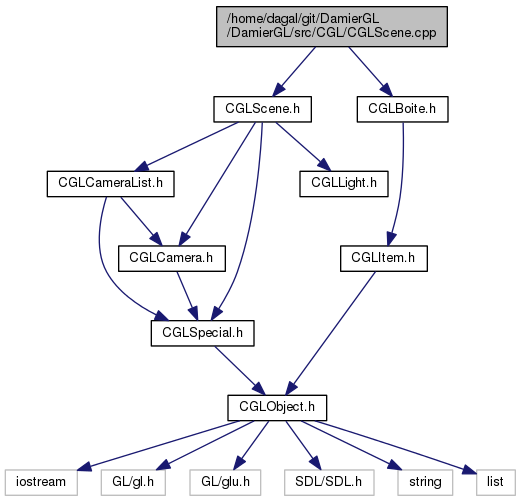 /home/dagal/git/DamierGL
/DamierGL/src/CGL/CGLScene.cpp
CGLScene.h
CGLBoite.h
CGLCameraList.h
CGLLight.h
CGLCamera.h
CGLItem.h
CGLSpecial.h
CGLObject.h
iostream
GL/gl.h
GL/glu.h
SDL/SDL.h
string
list